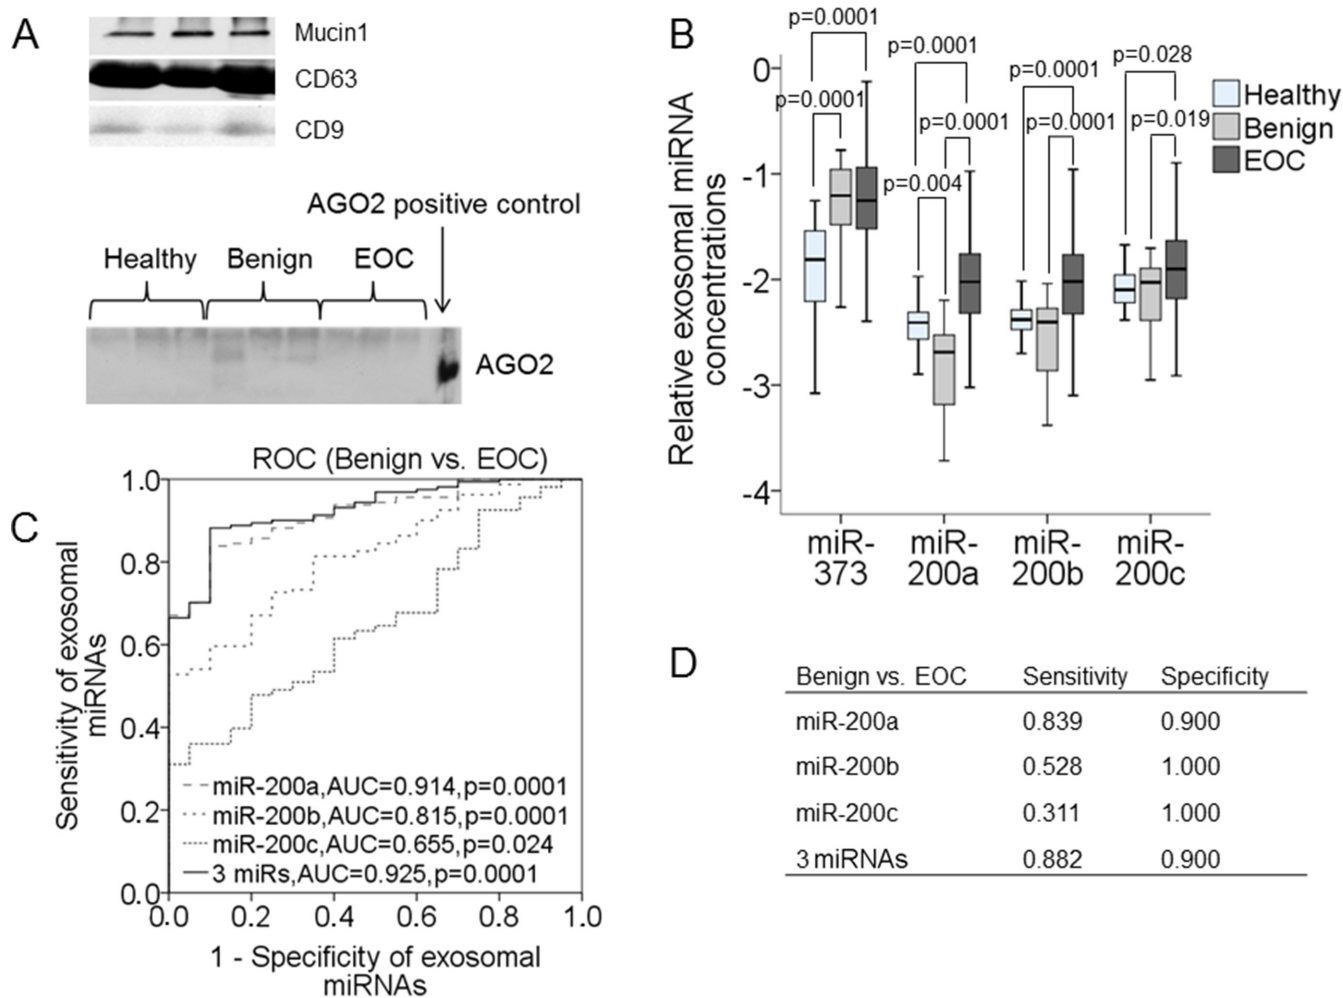 A
Mucin1
CD63
CD9
AGO2 positive control
Healthy Benign EOC
AGO2
B
p=0.0001
p=0.0001
p=0.0001
p=0.028
p=0.0001
p=0.0001
p=0.0001
p=0.019
p=0.004
Healthy
Benign
EOC
Relative exosomal miRNA
concentrations
0
-1
-2
-3
-4
miR-
373
miR-
200a
miR-
200b
miR-
200c
C
ROC (Benign vs. EOC)
Sensitivity of exosomal
miRNAs
1.0
0.8
0.6
0.4
0.2
0.0
miR-200a,AUC=0.914,p=0.0001
miR-200b,AUC=0.815,p=0.0001
miR-200c,AUC=0.655,p=0.024
3 miRs,AUC=0.925,p=0.0001
0.0 0.2 0.4 0.6 0.8 1.0
1 - Specificity of exosomal
miRNAs
D
Benign vs. EOC Sensitivity Specificity
miR-200a 0.839 0.900
miR-200b 0.528 1.000
miR-200c 0.311 1.000
3 miRNAs 0.882 0.900